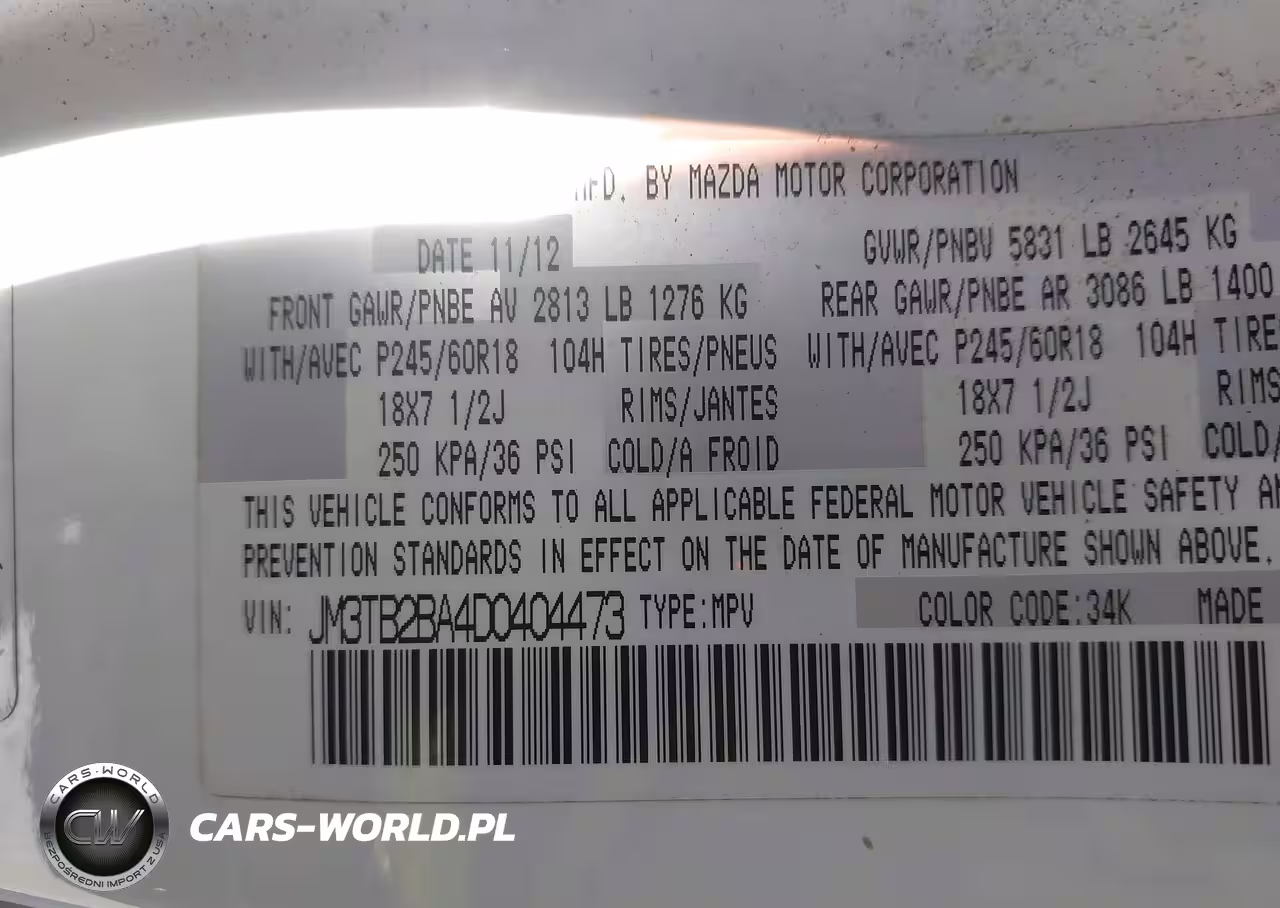 MFD. BY MAZDA MOTOR CORPORATION
DATE 11/12 GVWR/PNBV 5831 LB 2645 KG
FRONT GAWR/PNBE AV 2813 LB 1276 KG REAR GAWR/PNBE AR 3086 LB 1400
WITH/AVEC P245/60R18 104H TIRES/PNEUS WITH/AVEC P245/60R18 104H TIRE
18X7 1/2J RIMS/JANTES 18X7 1/2J RIMS
250 KPA/36 PSI COLD/A FROID 250 KPA/36 PSI COLD/
THIS VEHICLE CONFORMS TO ALL APPLICABLE FEDERAL MOTOR VEHICLE SAFETY AN
PREVENTION STANDARDS IN EFFECT ON THE DATE OF MANUFACTURE SHOWN ABOVE.
VIN: JM3TB2BA4D0404473 TYPE:MPV COLOR CODE:34K MADE
CARS-WORLD
CW
BEZPOŚREDNI IMPORT Z USA
CARS-WORLD.PL